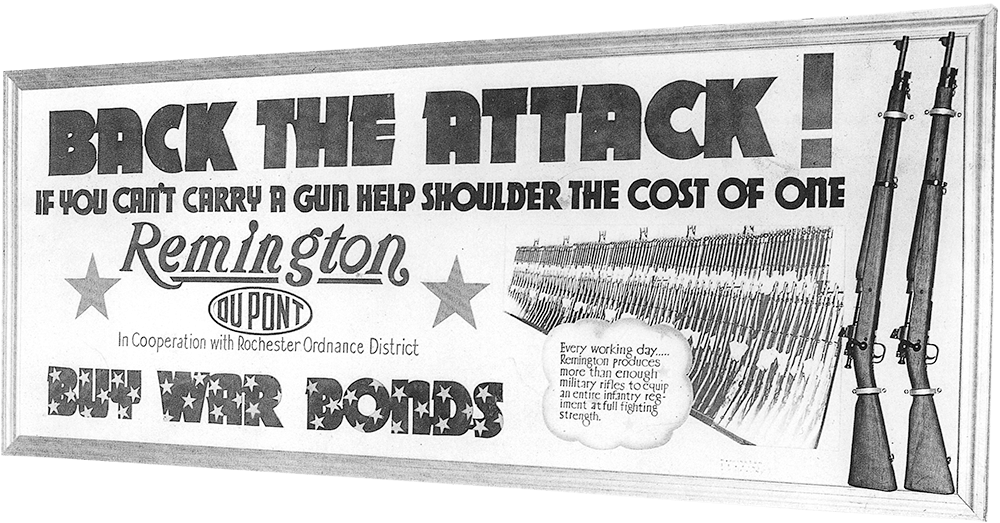 BACK THE ATTACK!
IF YOU CAN'T CARRY A GUN HELP SHOULDER THE COST OF ONE
Remington
DU PONT
In Cooperation with Rochester Ordnance District
BUY WAR BONDS
Every working day.....
Remington produces
more than enough
military rifles to equip
an entire infantry reg-
iment at full fighting
strength.